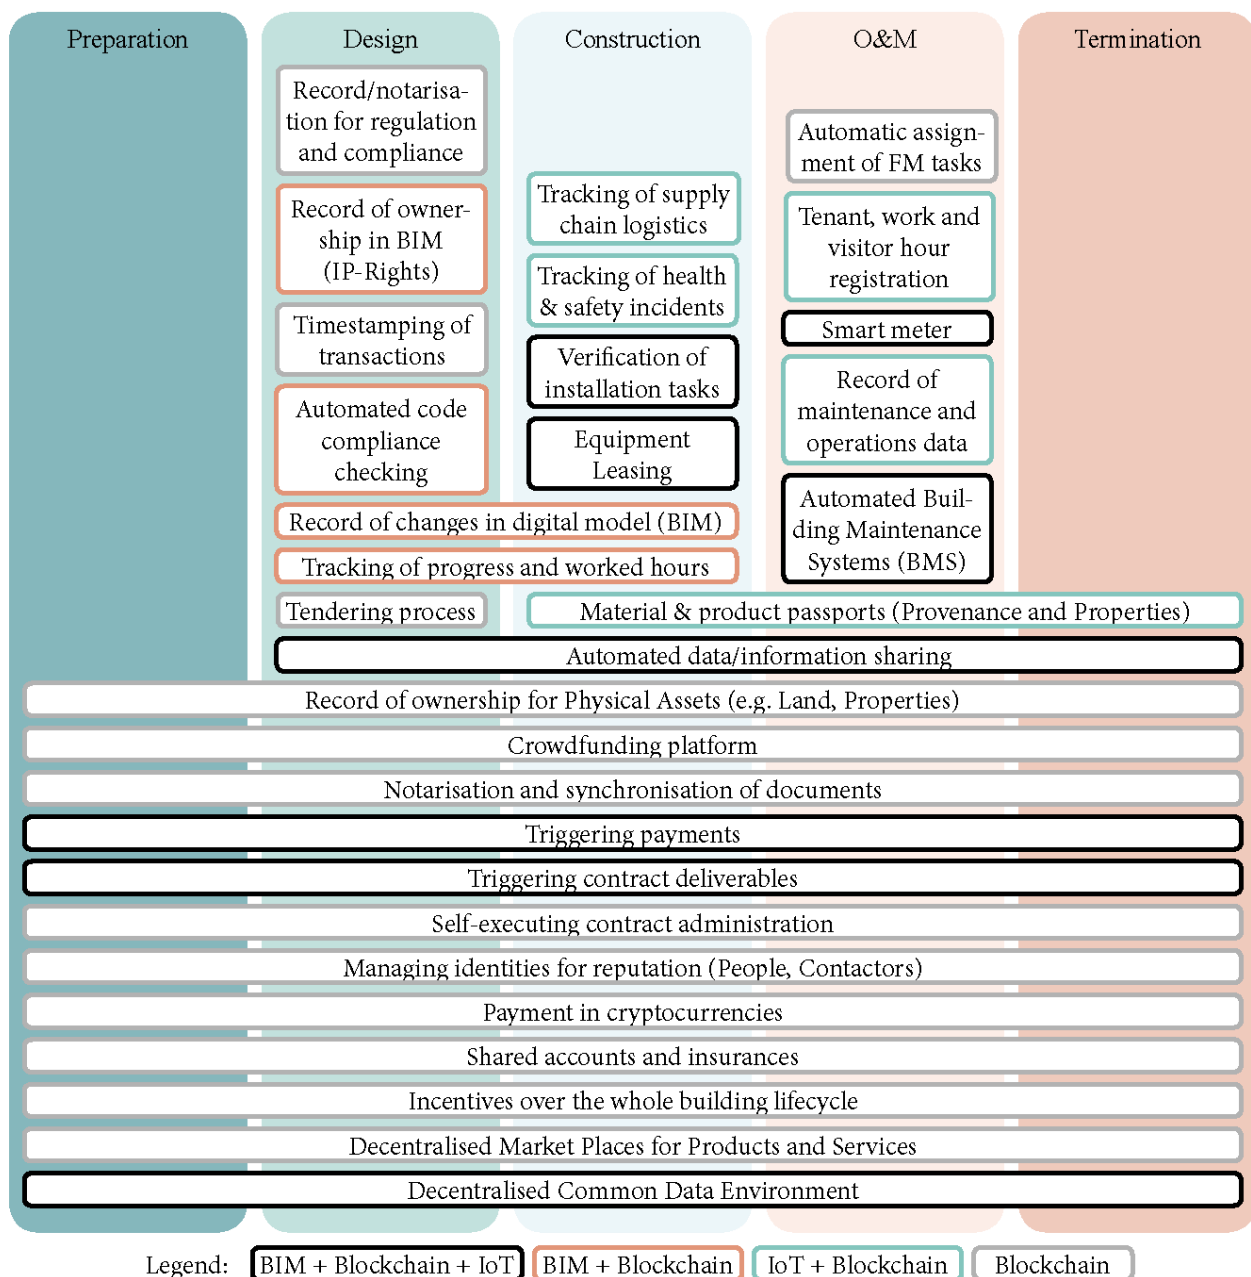 Preparation
Design
Construction
O&M
Termination
Record/notarisa-
tion for regulation
and compliance
Record of owner-
ship in BIM
(IP-Rights)
Timestamping of
transactions
Automated code
compliance
checking
Tracking of supply
chain logistics
Tracking of health
& safety incidents
Verification of
installation tasks
Equipment
Leasing
Automatic assign-
ment of FM tasks
Tenant, work and
visitor hour
registration
Smart meter
Record of
maintenance and
operations data
Automated Buil-
ding Maintenance
Systems (BMS)
Record of changes in digital model (BIM)
Tracking of progress and worked hours
Tendering process
Material & product passports (Provenance and Properties)
Automated data/information sharing
Record of ownership for Physical Assets (e.g. Land, Properties)
Crowdfunding platform
Notarisation and synchronisation of documents
Triggering payments
Triggering contract deliverables
Self-executing contract administration
Managing identities for reputation (People, Contactors)
Payment in cryptocurrencies
Shared accounts and insurances
Incentives over the whole building lifecycle
Decentralised Market Places for Products and Services
Decentralised Common Data Environment
Legend: BIM + Blockchain + IoT BIM + Blockchain IoT + Blockchain Blockchain